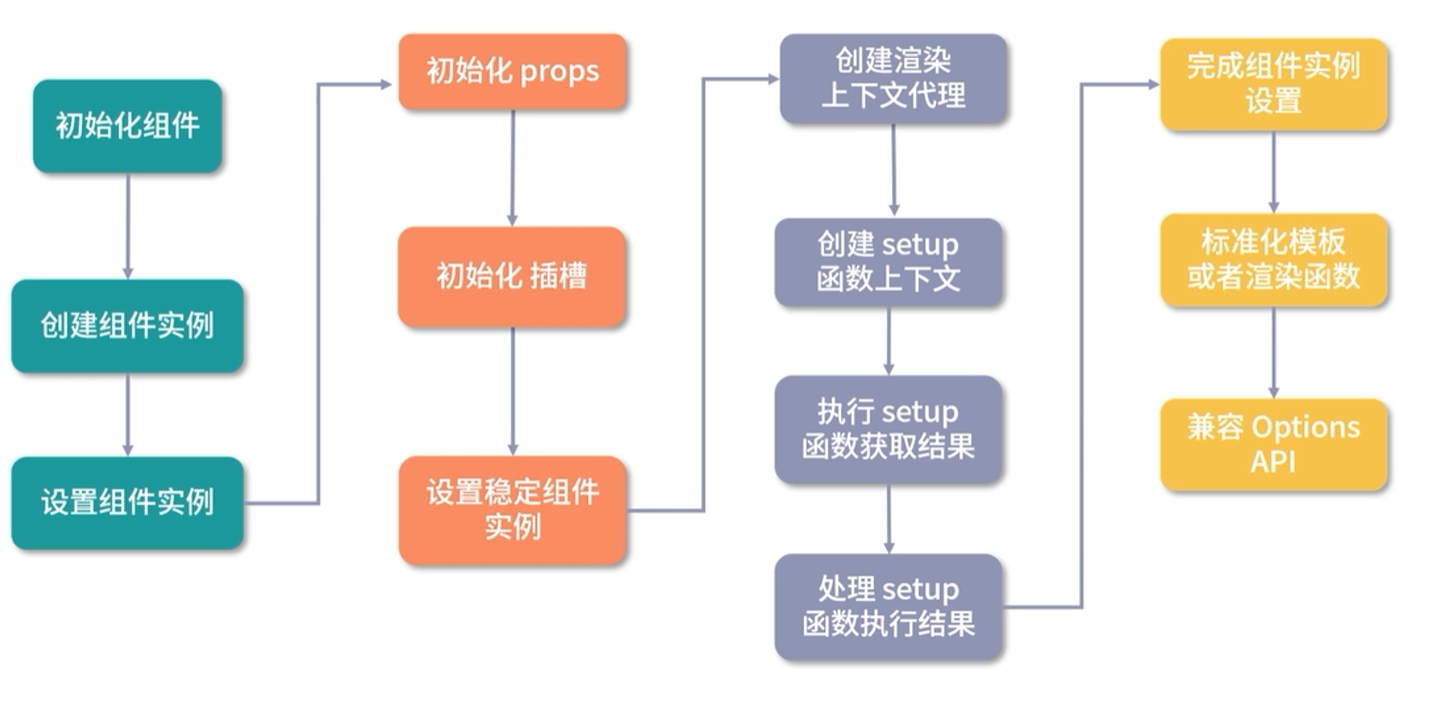 初始化组件
创建组件实例
设置组件实例
初始化 props
初始化 插槽
设置稳定组件
实例
创建渲染
上下文代理
创建 setup
函数上下文
执行 setup
函数获取结果
处理 setup
函数执行结果
完成组件实例
设置
标准化模板
或者渲染函数
兼容 Options
API